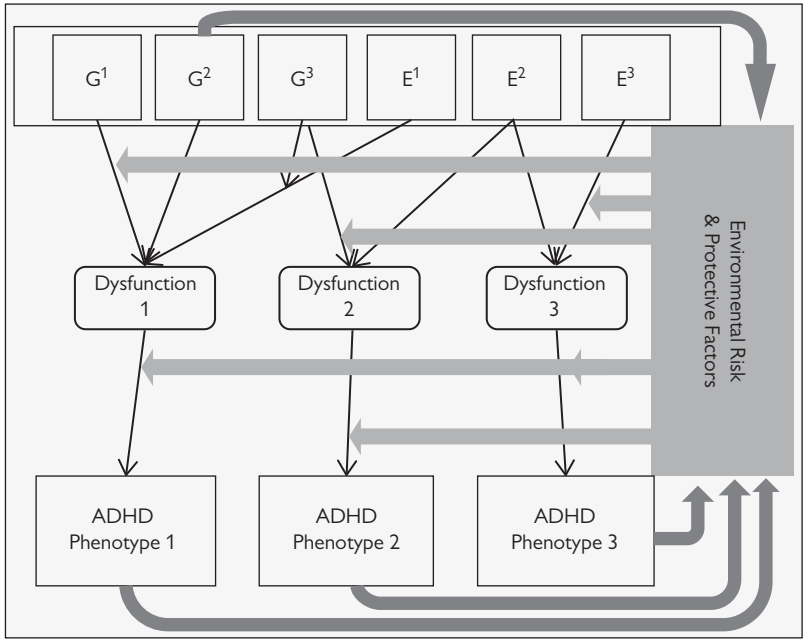 G¹
G²
G³
E¹
E²
E³
Environmental Risk
& Protective Factors
Dysfunction
1
Dysfunction
2
Dysfunction
3
ADHD
Phenotype 1
ADHD
Phenotype 2
ADHD
Phenotype 3